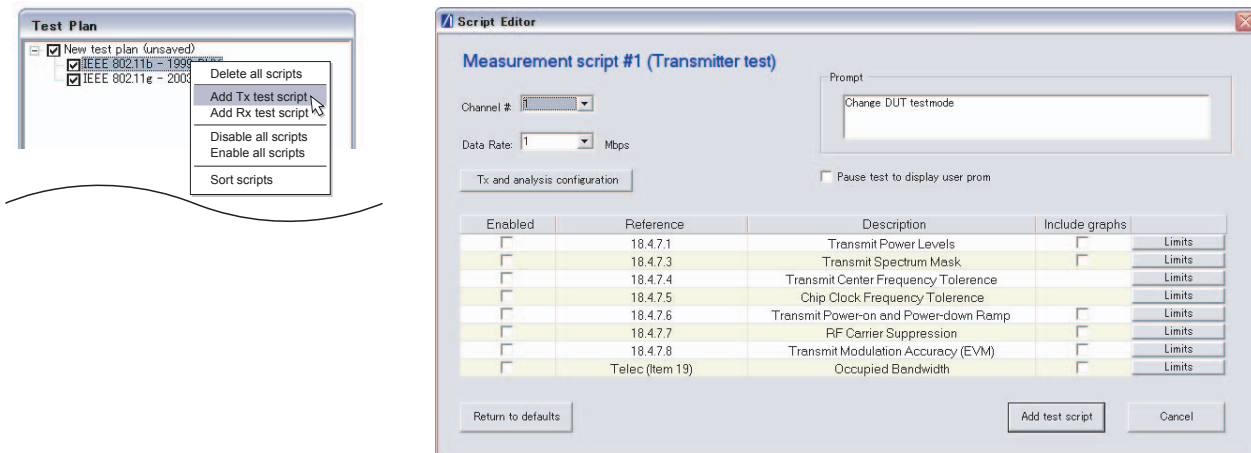 Test Plan
New test plan (unsaved)
IEEE 802.11b - 1999
IEEE 802.11g - 2003
Delete all scripts
Add Tx test script
Add Rx test script
Disable all scripts
Enable all scripts
Sort scripts
Script Editor
Measurement script #1 (Transmitter test)
Channel #: 1
Data Rate: 1 Mbps
Tx and analysis configuration
Prompt
Change DUT testmode
Pause test to display user prom
Enabled Reference Description Include graphs
18.4.7.1 Transmit Power Levels Limits
18.4.7.3 Transmit Spectrum Mask Limits
18.4.7.4 Transmit Center Frequency Tolerence Limits
18.4.7.5 Chip Clock Frequency Tolerence Limits
18.4.7.6 Transmit Power-on and Power-down Ramp Limits
18.4.7.7 RF Carrier Suppression Limits
18.4.7.8 Transmit Modulation Accuracy (EVM) Limits
Telec (Item 19) Occupied Bandwidth Limits
Return to defaults
Add test script
Cancel